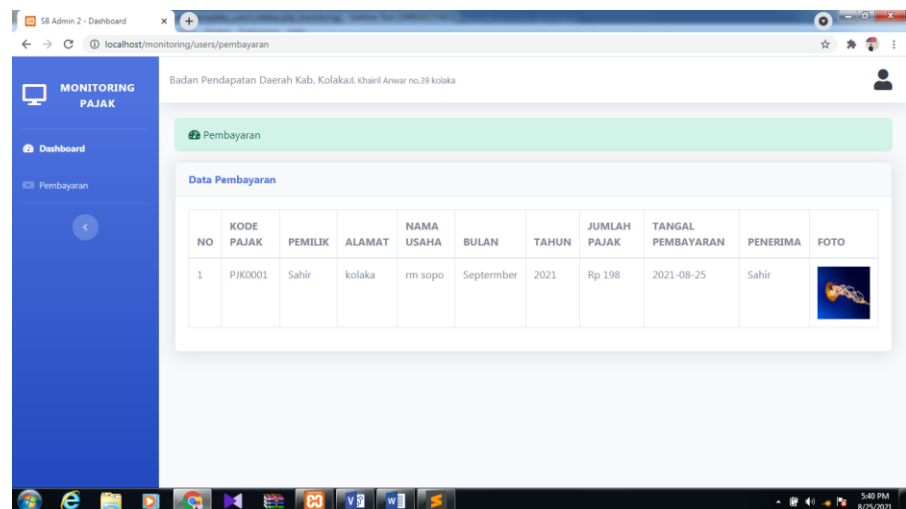 SB Admin 2 - Dashboard
localhost/monitoring/users/pembayaran
MONITORING
PAJAK
Badan Pendapatan Daerah Kab. Kolaka.Jl. Khairil Anwar no.39 kolaka
Dashboard
Pembayaran
Pembayaran
Data Pembayaran
NO
KODE
PAJAK
PEMILIK
ALAMAT
NAMA
USAHA
BULAN
TAHUN
JUMLAH
PAJAK
TANGAL
PEMBAYARAN
PENERIMA
FOTO
1 PJK0001 Sahir kolaka rm sopo Septermber 2021 Rp 198 2021-08-25 Sahir
5:40 PM
8/25/2021